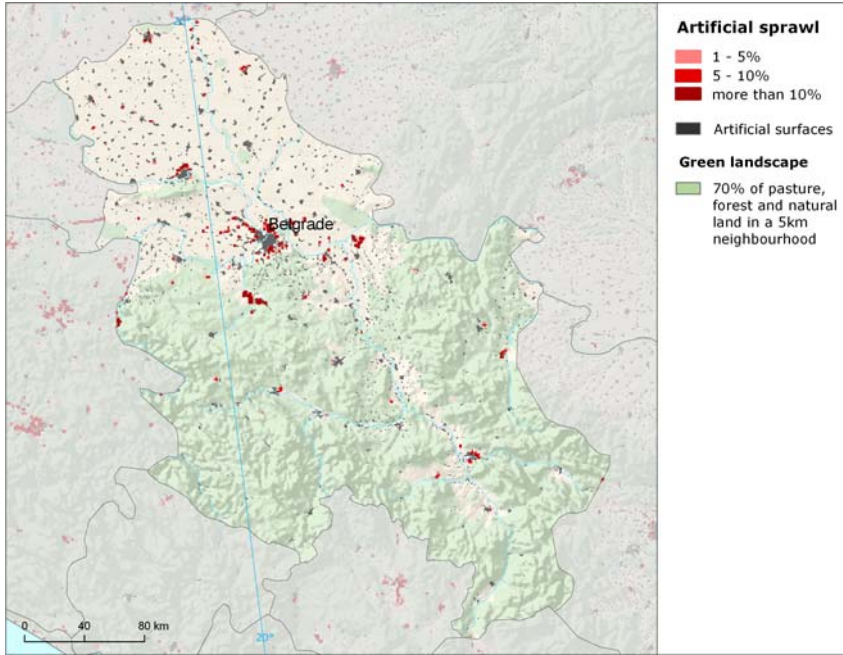 Belgrade
0 40 80 km
20°
Artificial sprawl
1 - 5%
5 - 10%
more than 10%
Artificial surfaces
Green landscape
70% of pasture,
forest and natural
land in a 5km
neighbourhood